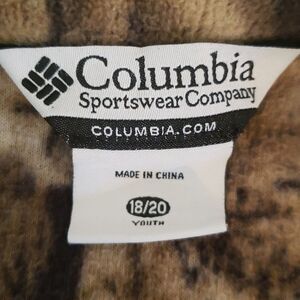 Columbia
Sportswear Company
COLUMBIA.COM
MADE IN CHINA
18/20
YOUTH